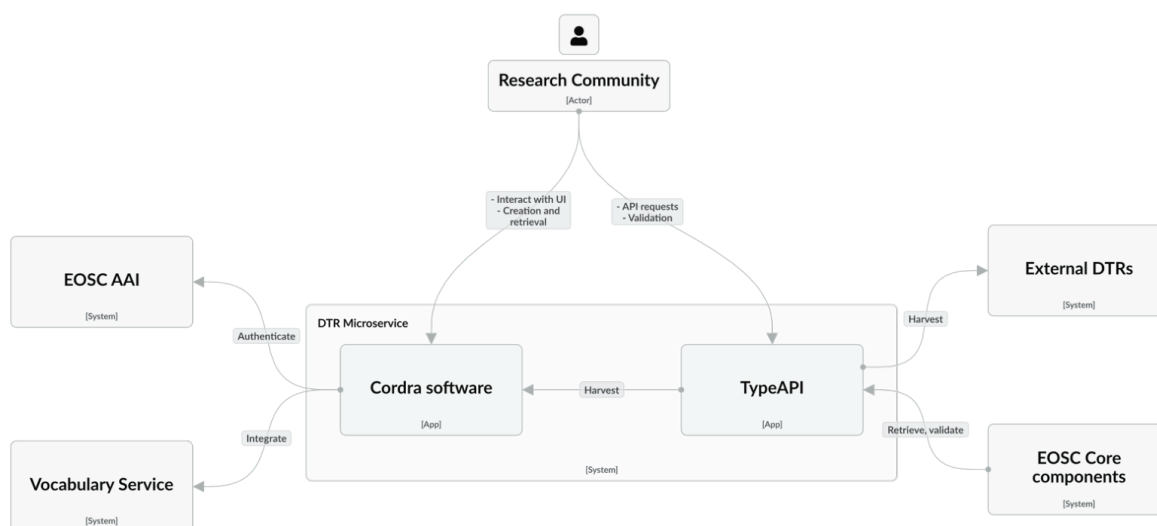 Research Community
[Actor]
- Interact with UI
- Creation and
retrieval
- API requests
- Validation
EOSC AAI
[System]
External DTRs
[System]
Authenticate
Harvest
DTR Microservice
Cordra software
[App]
Harvest
TypeAPI
[App]
Integrate
Retrieve, validate
[System]
Vocabulary Service
[System]
EOSC Core
components
[System]